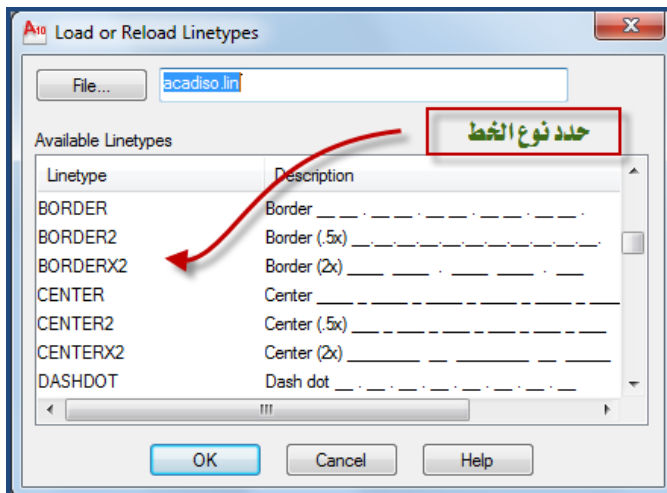 A10 Load or Reload Linetypes
File... acadiso.lin
حدد نوع الخط
Available Linetypes
Linetype Description
BORDER Border __ __ . __ __ . __ __ . __ __ . __ __ .
BORDER2 Border (.5x) __.__.__.__.__.__.__.__.__.__.__.
BORDERX2 Border (2x) ____ ____ . ____ ____ . ___
CENTER Center ____ _ ____ _ ____ _ ____ _ ____ _ ____
CENTER2 Center (.5x) ___ _ ___ _ ___ _ ___ _ ___ _ ___
CENTERX2 Center (2x) ________ __ ________ __ _____
DASHDOT Dash dot __ . __ . __ . __ . __ . __ . __ . __
OK Cancel Help